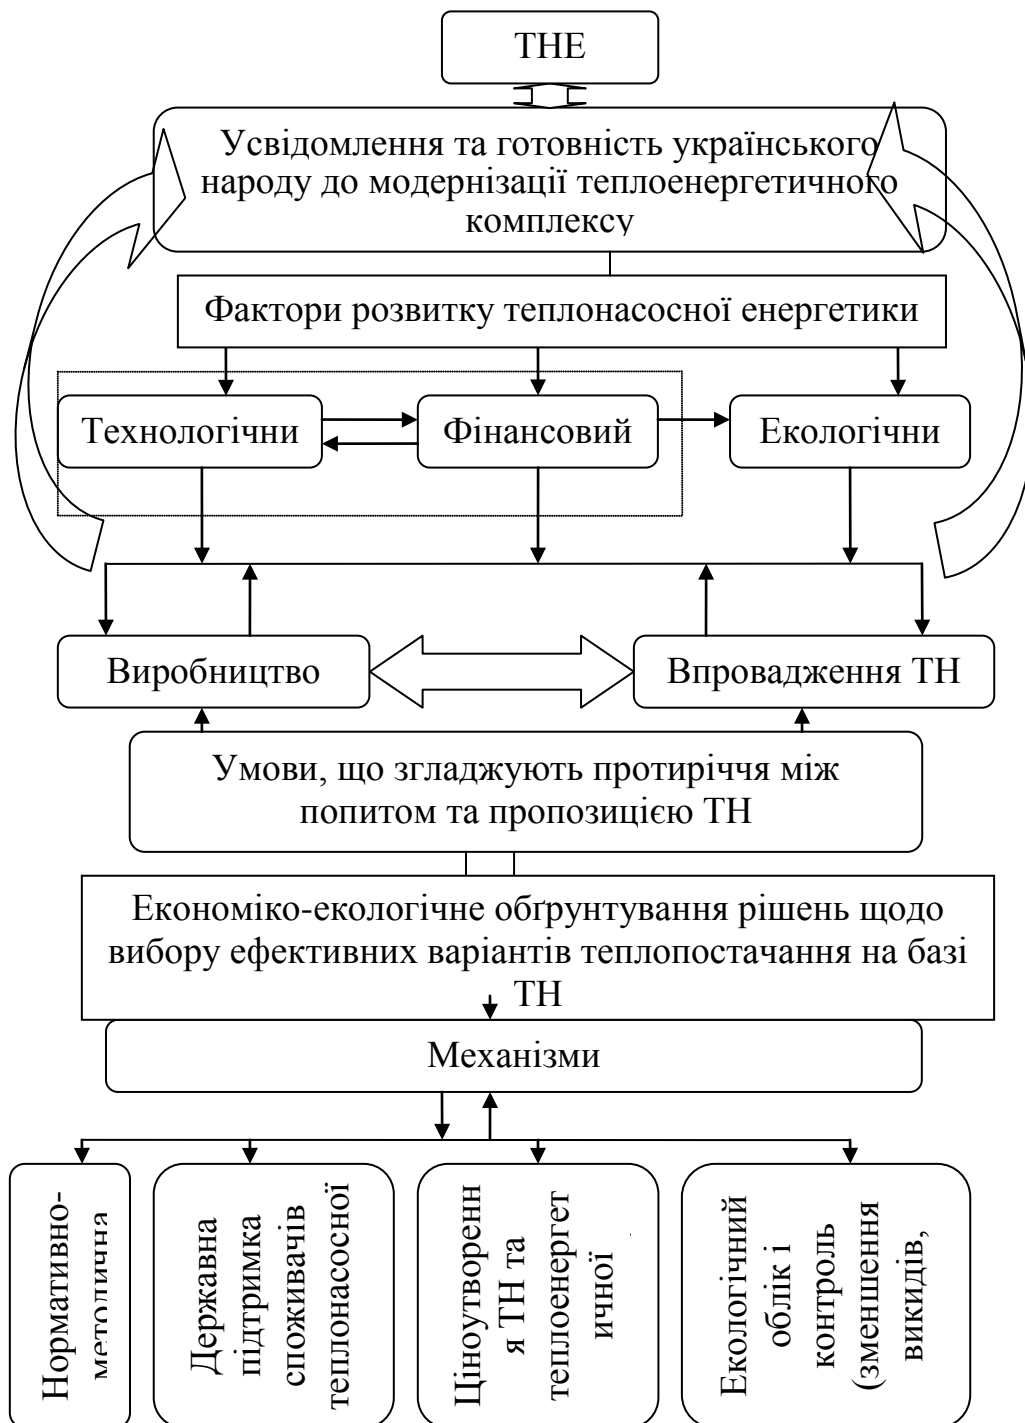 ТНЕ
Усвідомлення та готовність українського
народу до модернізації теплоенергетичного
комплексу
Фактори розвитку теплонасосної енергетики
Технологічни
Фінансовий
Екологічни
Виробництво
Впровадження ТН
Умови, що згладжують протиріччя між
попитом та пропозицією ТН
Економіко-екологічне обґрунтування рішень щодо
вибору ефективних варіантів теплопостачання на базі
ТН
Механізми
Нормативно-
методична
Державна
підтримка
споживачів
теплонасосної
Ціноутворенн
я ТН та
теплоенергет
ичної
Екологічний
облік і
контроль
(зменшення
викидів,